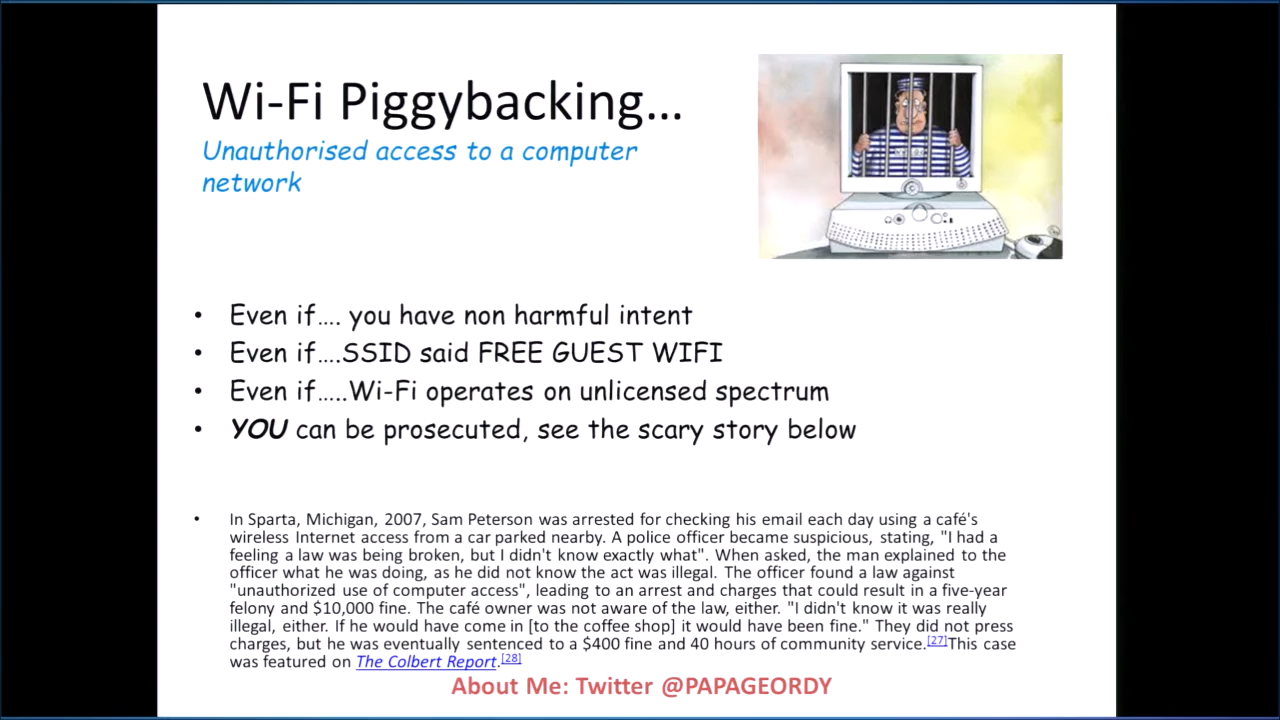 Wi-Fi Piggybacking…
Unauthorised access to a computer
network
• Even if…. you have non harmful intent
• Even if….SSID said FREE GUEST WIFI
• Even if…..Wi-Fi operates on unlicensed spectrum
• YOU can be prosecuted, see the scary story below
• In Sparta, Michigan, 2007, Sam Peterson was arrested for checking his email each day using a café's
wireless Internet access from a car parked nearby. A police officer became suspicious, stating, "I had a
feeling a law was being broken, but I didn't know exactly what". When asked, the man explained to the
officer what he was doing, as he did not know the act was illegal. The officer found a law against
"unauthorized use of computer access", leading to an arrest and charges that could result in a five-year
felony and $10,000 fine. The café owner was not aware of the law, either. "I didn't know it was really
illegal, either. If he would have come in [to the coffee shop] it would have been fine." They did not press
charges, but he was eventually sentenced to a $400 fine and 40 hours of community service.[27]This case
was featured on The Colbert Report.[28]
About Me: Twitter @PAPAGEORDY